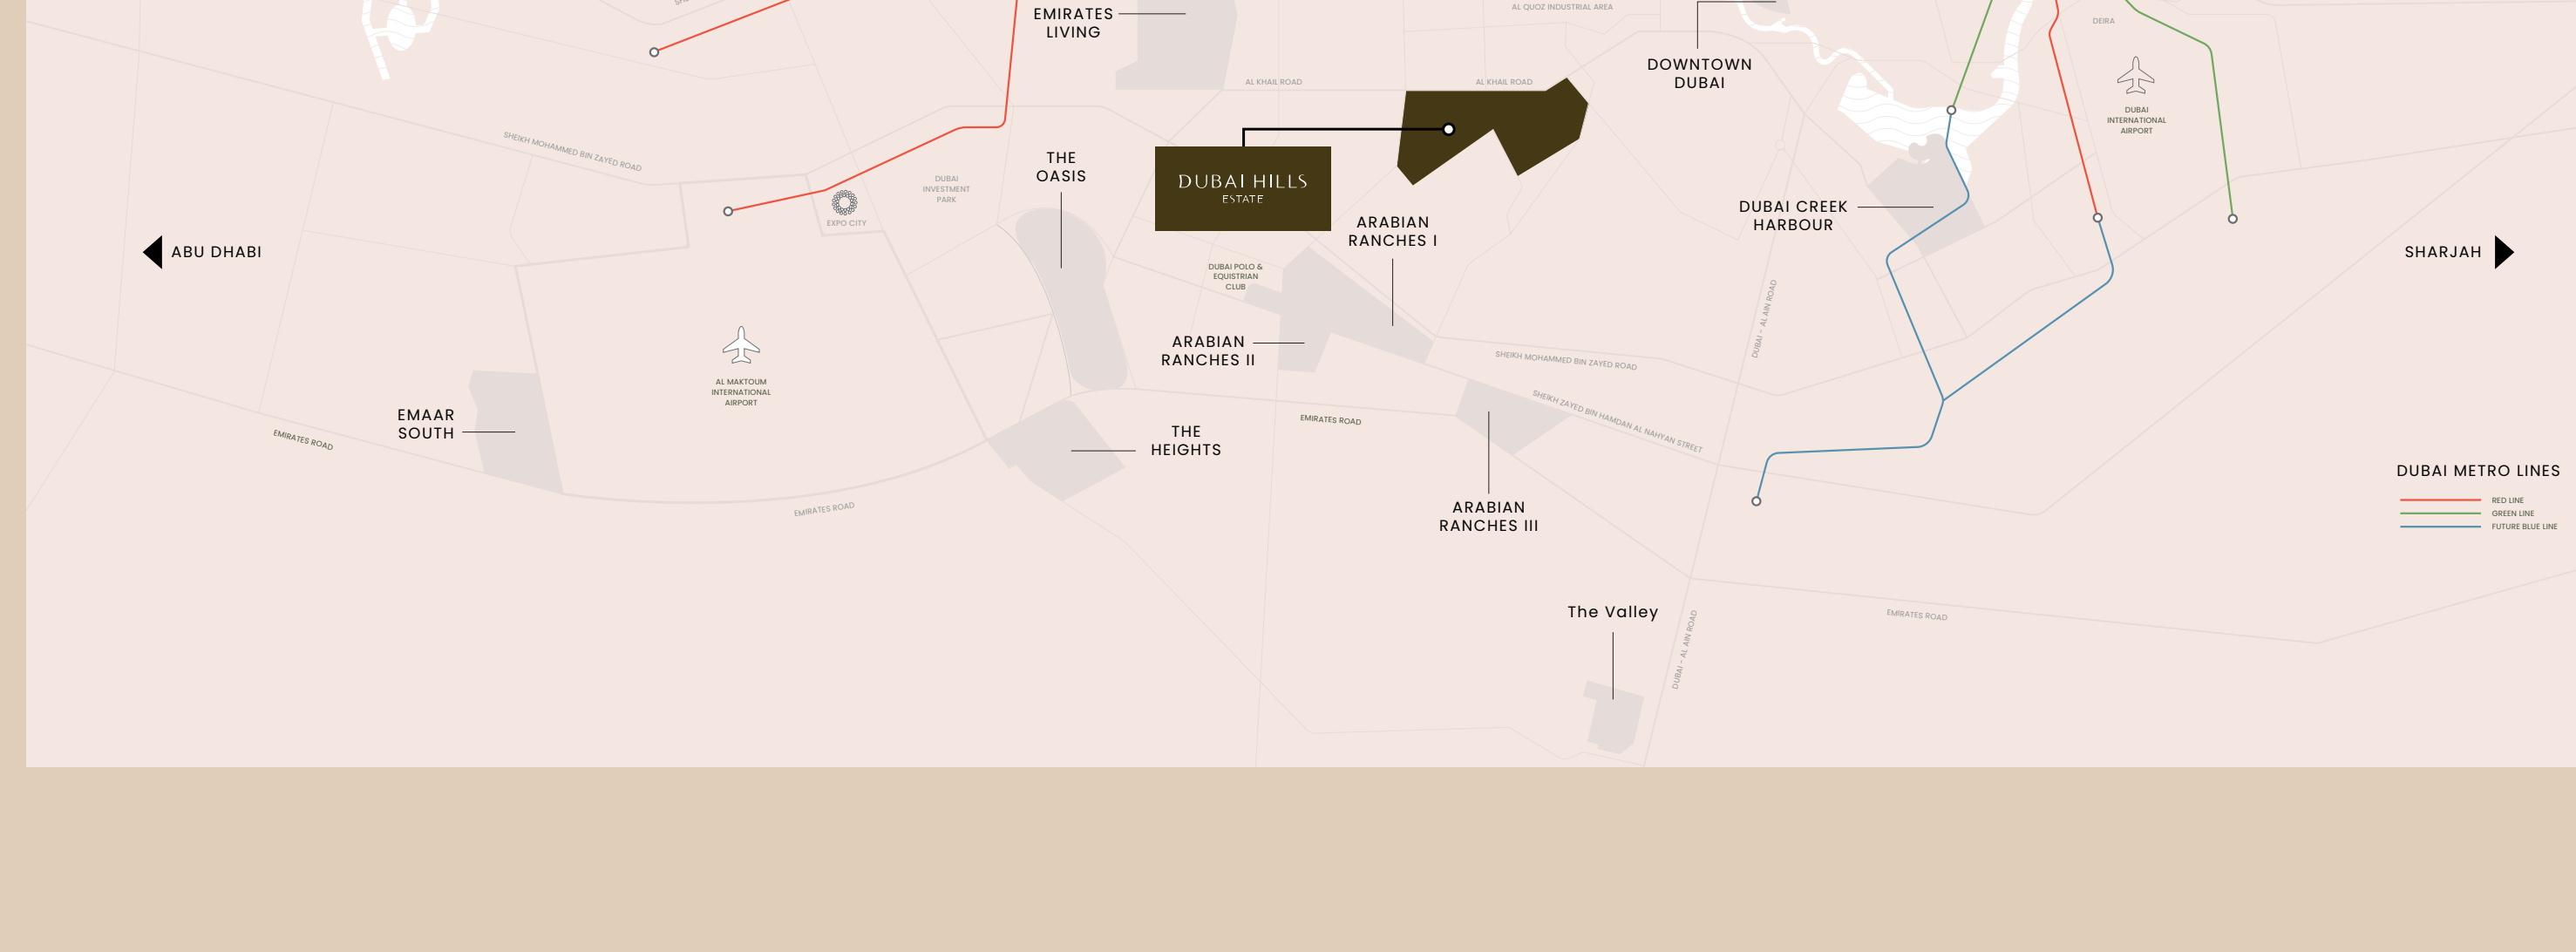 SHE
EMIRATES
LIVING
AL QUOZ INDUSTRIAL AREA
DEIRA
DOWNTOWN
DUBAI
AL KHAIL ROAD
AL KHAIL ROAD
DUBAI
INTERNATIONAL
AIRPORT
SHEIKH MOHAMMED BIN ZAYED ROAD
THE
OASIS
DUBAI
INVESTMENT
PARK
DUBAI HILLS
ESTATE
EXPO CITY
ARABIAN
RANCHES I
DUBAI CREEK
HARBOUR
ABU DHABI
SHARJAH
DUBAI POLO &
EQUISTRIAN
CLUB
DUBAI - AL AIN ROAD
ARABIAN
RANCHES II
SHEIKH MOHAMMED BIN ZAYED ROAD
AL MAKTOUM
INTERNATIONAL
AIRPORT
SHEIKH ZAYED BIN HAMDAN AL NAHYAN STREET
EMAAR
SOUTH
EMIRATES ROAD
EMIRATES ROAD
THE
HEIGHTS
DUBAI METRO LINES
RED LINE
GREEN LINE
FUTURE BLUE LINE
EMIRATES ROAD
ARABIAN
RANCHES III
The Valley
EMIRATES ROAD
DUBAI - AL AIN ROAD